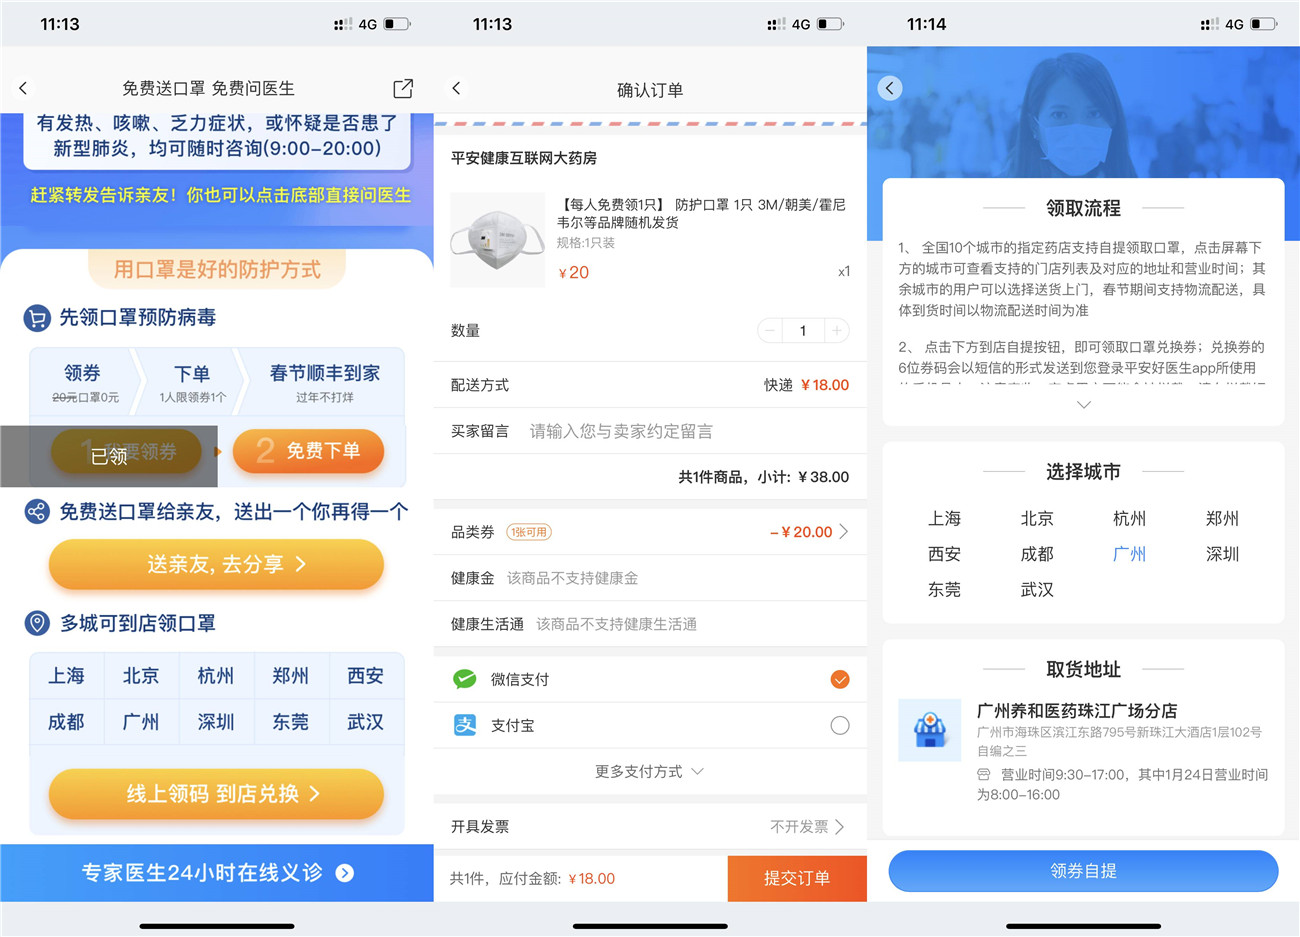 11:13
4G
免费送口罩 免费问医生
有发热、咳嗽、乏力症状，或怀疑是否患了
新型肺炎，均可随时咨询(9:00-20:00)
赶紧转发告诉亲友！你也可以点击底部直接问医生
用口罩是好的防护方式
先领口罩预防病毒
领券
20元口罩0元
下单
1人限领券1个
春节顺丰到家
过年不打烊
1 我要领券
已领
2 免费下单
免费送口罩给亲友，送出一个你再得一个
送亲友, 去分享
多城可到店领口罩
上海 北京 杭州 郑州 西安
成都 广州 深圳 东莞 武汉
线上领码 到店兑换
专家医生24小时在线义诊
11:13
4G
确认订单
平安健康互联网大药房
【每人免费领1只】 防护口罩 1只 3M/朝美/霍尼
韦尔等品牌随机发货
规格:1只装
¥20
x1
数量
1
配送方式 快递 ¥18.00
买家留言 请输入您与卖家约定留言
共1件商品，小计: ¥38.00
品类券 1张可用 -¥20.00
健康金 该商品不支持健康金
健康生活通 该商品不支持健康生活通
微信支付
支 支付宝
更多支付方式
开具发票 不开发票
共1件，应付金额: ¥18.00
提交订单
11:14
4G
领取流程
1、 全国10个城市的指定药店支持自提领取口罩，点击屏幕下
方的城市可查看支持的门店列表及对应的地址和营业时间；其
余城市的用户可以选择送货上门，春节期间支持物流配送，具
体到货时间以物流配送时间为准
2、 点击下方到店自提按钮，即可领取口罩兑换券；兑换券的
6位券码会以短信的形式发送到您登录平安好医生app所使用
选择城市
上海 北京 杭州 郑州
西安 成都 广州 深圳
东莞 武汉
取货地址
广州养和医药珠江广场分店
广州市海珠区滨江东路795号新珠江大酒店1层102号
自编之三
营业时间9:30-17:00，其中1月24日营业时间
为8:00-16:00
领券自提